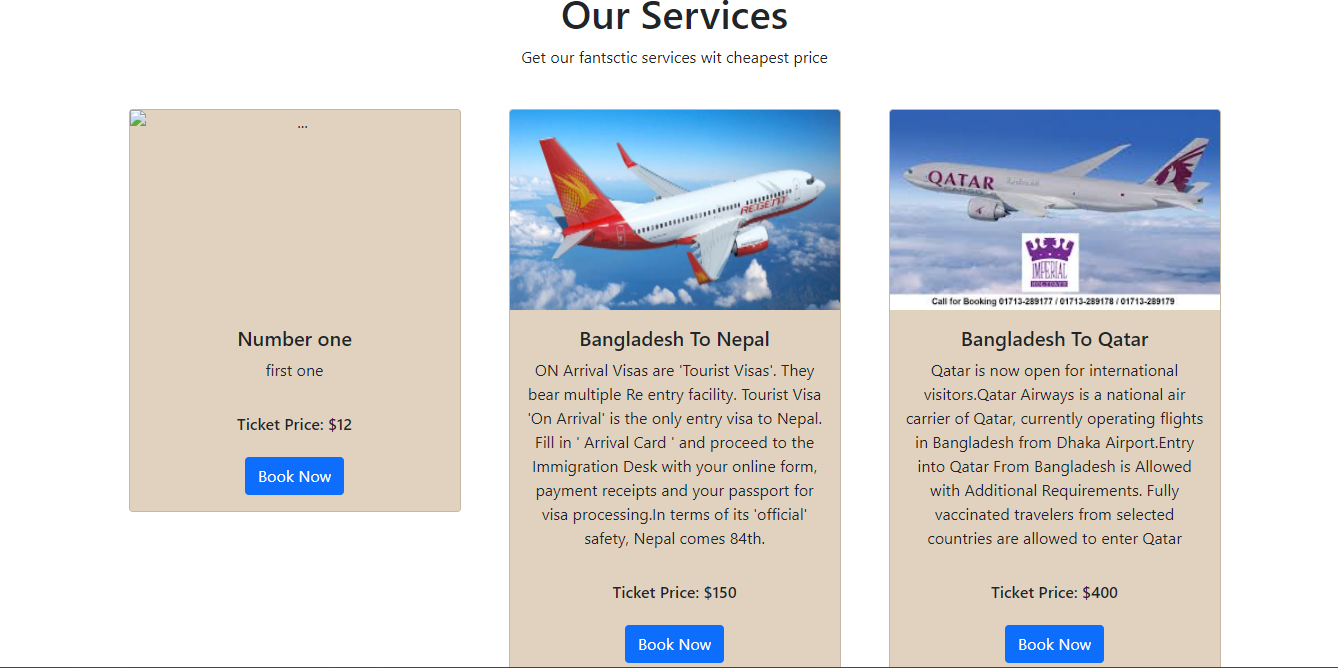 Our Services
Get our fantsctic services wit cheapest price
...
Number one
first one
Ticket Price: $12
Book Now
REGENT
Bangladesh To Nepal
ON Arrival Visas are 'Tourist Visas'. They
bear multiple Re entry facility. Tourist Visa
'On Arrival' is the only entry visa to Nepal.
Fill in ' Arrival Card ' and proceed to the
Immigration Desk with your online form,
payment receipts and your passport for
visa processing.In terms of its 'official'
safety, Nepal comes 84th.
Ticket Price: $150
Book Now
QATAR
IMPERIAL
Call for Booking 01713-289177 / 01713-289178 / 01713-289179
Bangladesh To Qatar
Qatar is now open for international
visitors.Qatar Airways is a national air
carrier of Qatar, currently operating flights
in Bangladesh from Dhaka Airport.Entry
into Qatar From Bangladesh is Allowed
with Additional Requirements. Fully
vaccinated travelers from selected
countries are allowed to enter Qatar
Ticket Price: $400
Book Now